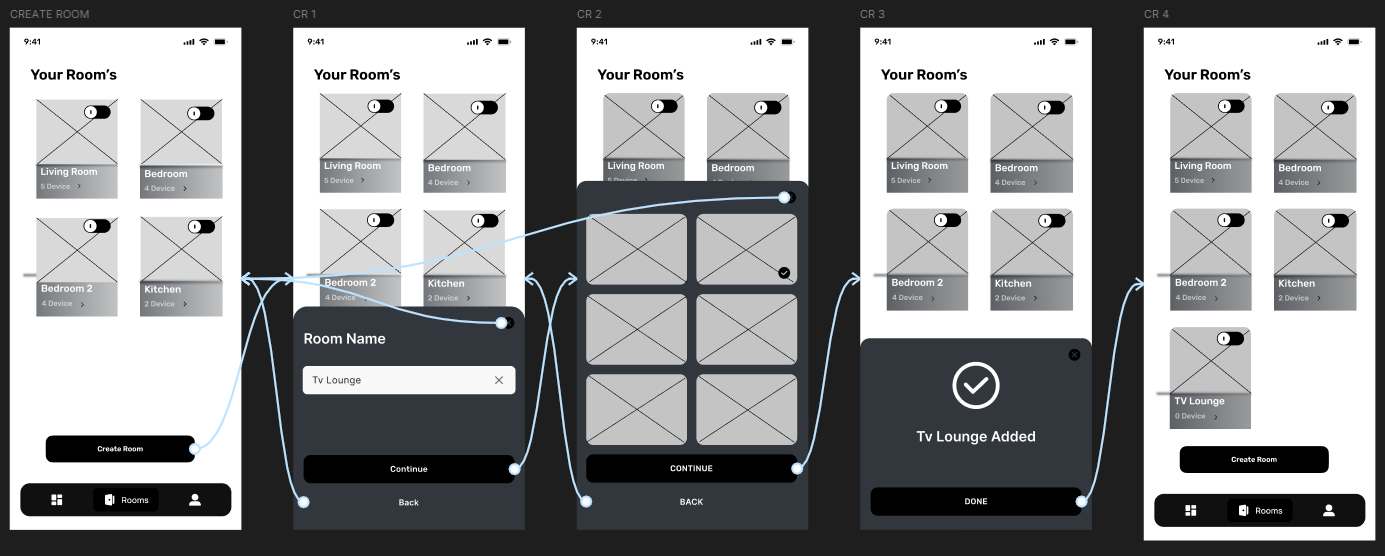 CREATE ROOM
9:41
Your Room's
Living Room
5 Device
Bedroom
4 Device
Bedroom 2
4 Device
Kitchen
2 Device
Create Room
Rooms
CR 1
9:41
Your Room's
Living Room
5 Device
Bedroom
4 Device
Bedroom 2
4 Device
Kitchen
2 Device
Room Name
Tv Lounge
Continue
Back
CR 2
9:41
Your Room's
Living Room
5 Device
Bedroom
CONTINUE
BACK
CR 3
9:41
Your Room's
Living Room
5 Device
Bedroom
4 Device
Bedroom 2
4 Device
Kitchen
2 Device
Tv Lounge Added
DONE
CR 4
9:41
Your Room's
Living Room
5 Device
Bedroom
4 Device
Bedroom 2
4 Device
Kitchen
2 Device
TV Lounge
0 Device
Create Room
Rooms